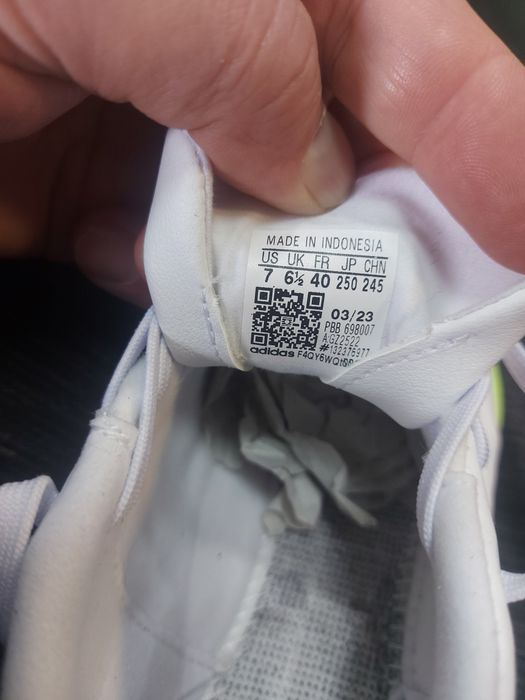 MADE IN INDONESIA
US UK FR JP CHN
7 6½ 40 250 245
03/23
PBB 698007
#132376977
adidas